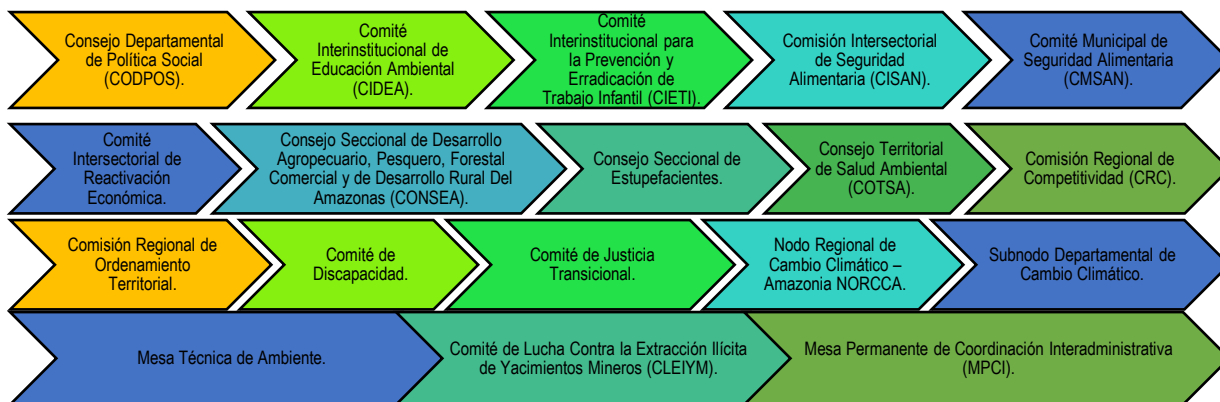 Consejo Departamental
de Política Social
(CODPOS).
Comité
Interinstitucional de
Educación Ambiental
(CIDEA).
Comité
Interinstitucional para
la Prevención y
Erradicación de
Trabajo Infantil (CIETI).
Comisión Intersectorial
de Seguridad
Alimentaria (CISAN).
Comité Municipal de
Seguridad Alimentaria
(CMSAN).
Comité
Intersectorial de
Reactivación
Económica.
Consejo Seccional de Desarrollo
Agropecuario, Pesquero, Forestal
Comercial y de Desarrollo Rural Del
Amazonas (CONSEA).
Consejo Seccional de
Estupefacientes.
Consejo Territorial
de Salud Ambiental
(COTSA).
Comisión Regional de
Competitividad (CRC).
Comisión Regional de
Ordenamiento
Territorial.
Comité de
Discapacidad.
Comité de Justicia
Transicional.
Nodo Regional de
Cambio Climático –
Amazonia NORCCA.
Subnodo Departamental de
Cambio Climático.
Mesa Técnica de Ambiente.
Comité de Lucha Contra la Extracción Ilícita
de Yacimientos Mineros (CLEIYM).
Mesa Permanente de Coordinación Interadministrativa
(MPCI).